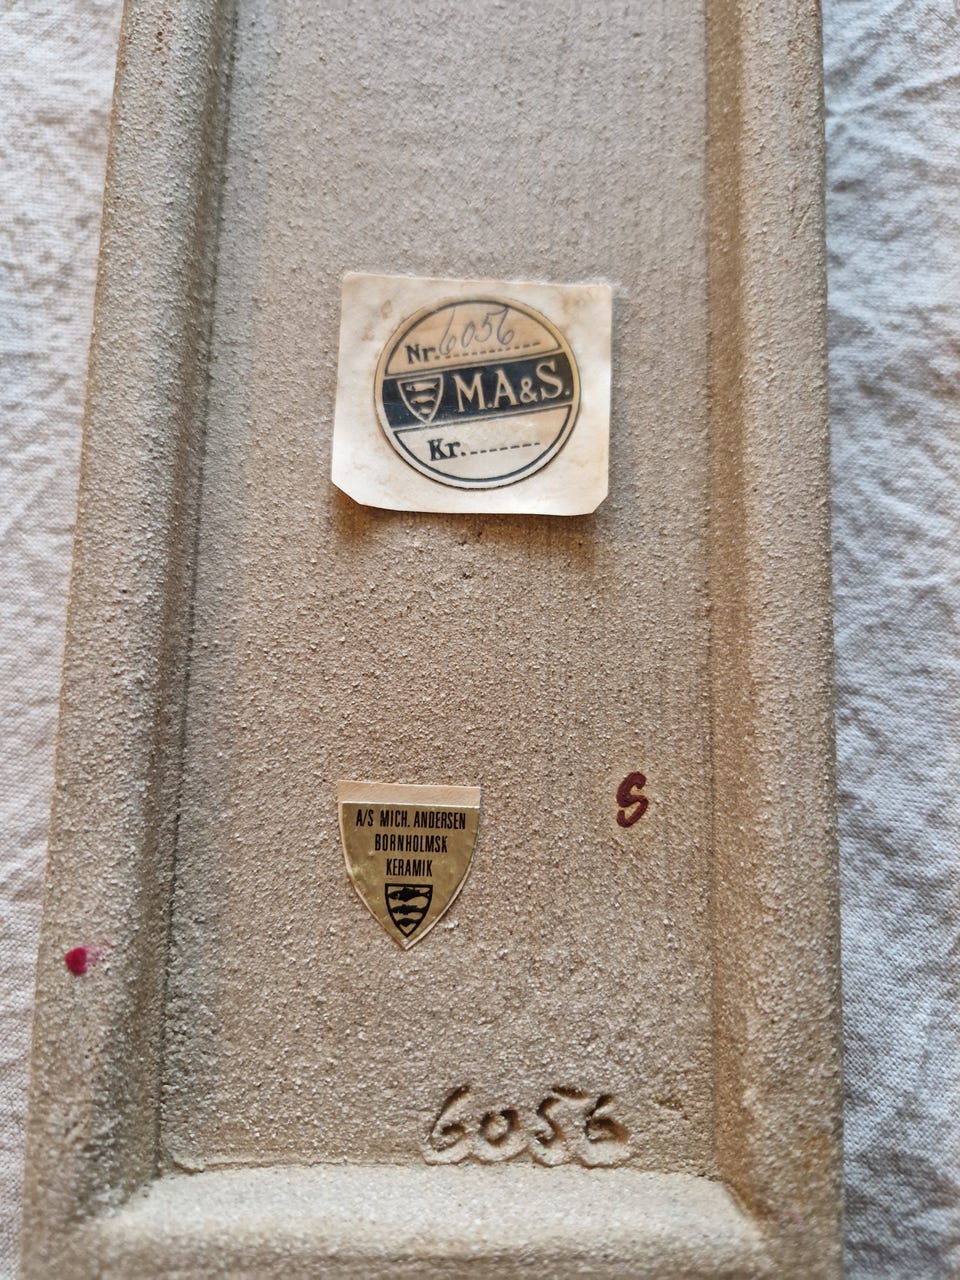 Nr. 6056
M.A&S.
Kr.
A/S MICH. ANDERSEN
BORNHOLMSK
KERAMIK
S
6056